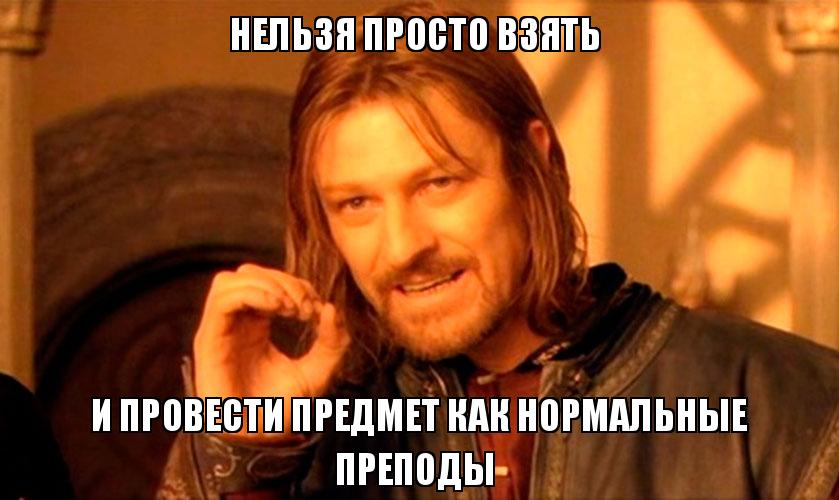 НЕЛЬЗЯ ПРОСТО ВЗЯТЬ
И ПРОВЕСТИ ПРЕДМЕТ КАК НОРМАЛЬНЫЕ
ПРЕПОДЫ